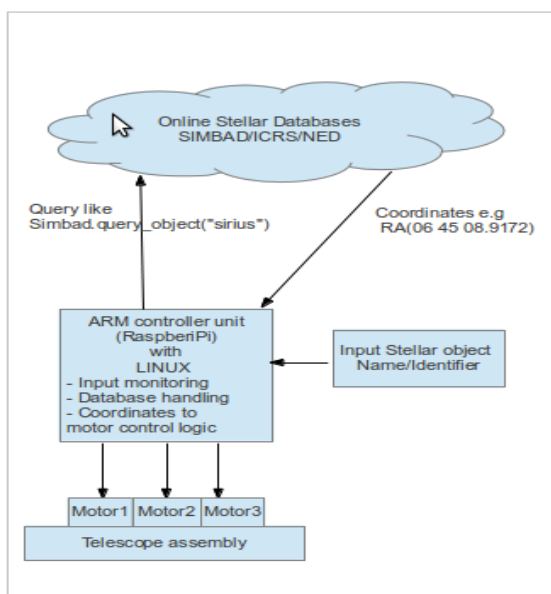 Online Stellar Databases
SIMBAD/ICRS/NED
Query like
Simbad.query_object("sirius")
Coordinates e.g
RA(06 45 08.9172)
ARM controller unit
(RaspberiPi)
with
LINUX
- Input monitoring
- Database handling
- Coordinates to
motor control logic
Input Stellar object
Name/Identifier
Motor1 Motor2 Motor3
Telescope assembly